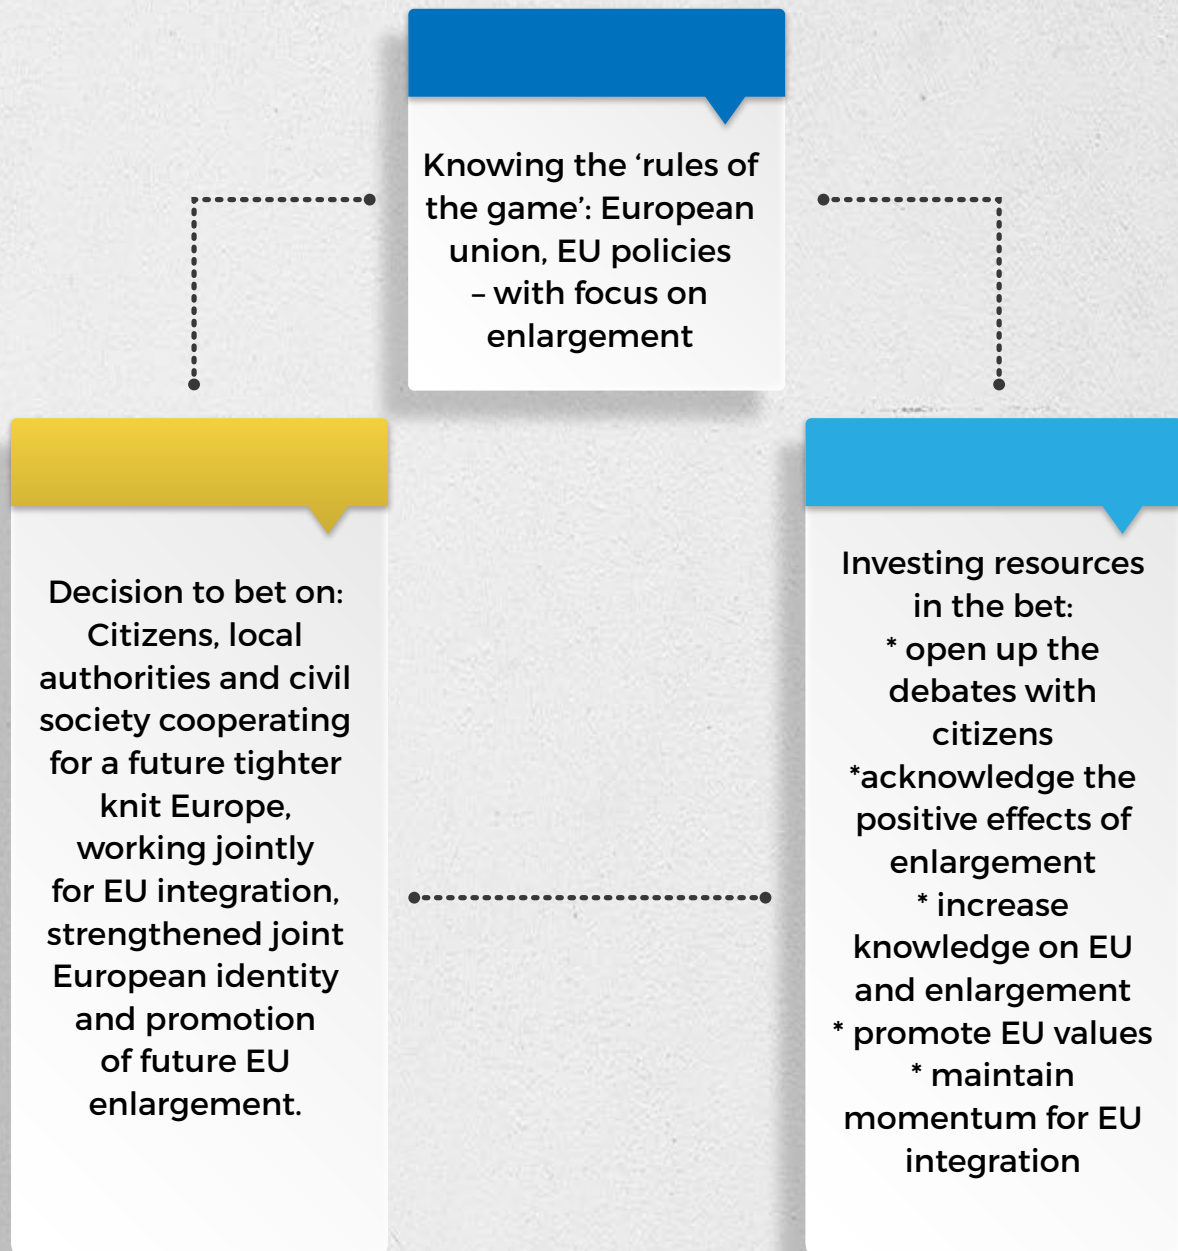 Knowing the ‘rules of
the game’: European
union, EU policies
– with focus on
enlargement
Decision to bet on:
Citizens, local
authorities and civil
society cooperating
for a future tighter
knit Europe,
working jointly
for EU integration,
strengthened joint
European identity
and promotion
of future EU
enlargement.
Investing resources
in the bet:
* open up the
debates with
citizens
*acknowledge the
positive effects of
enlargement
* increase
knowledge on EU
and enlargement
* promote EU values
* maintain
momentum for EU
integration